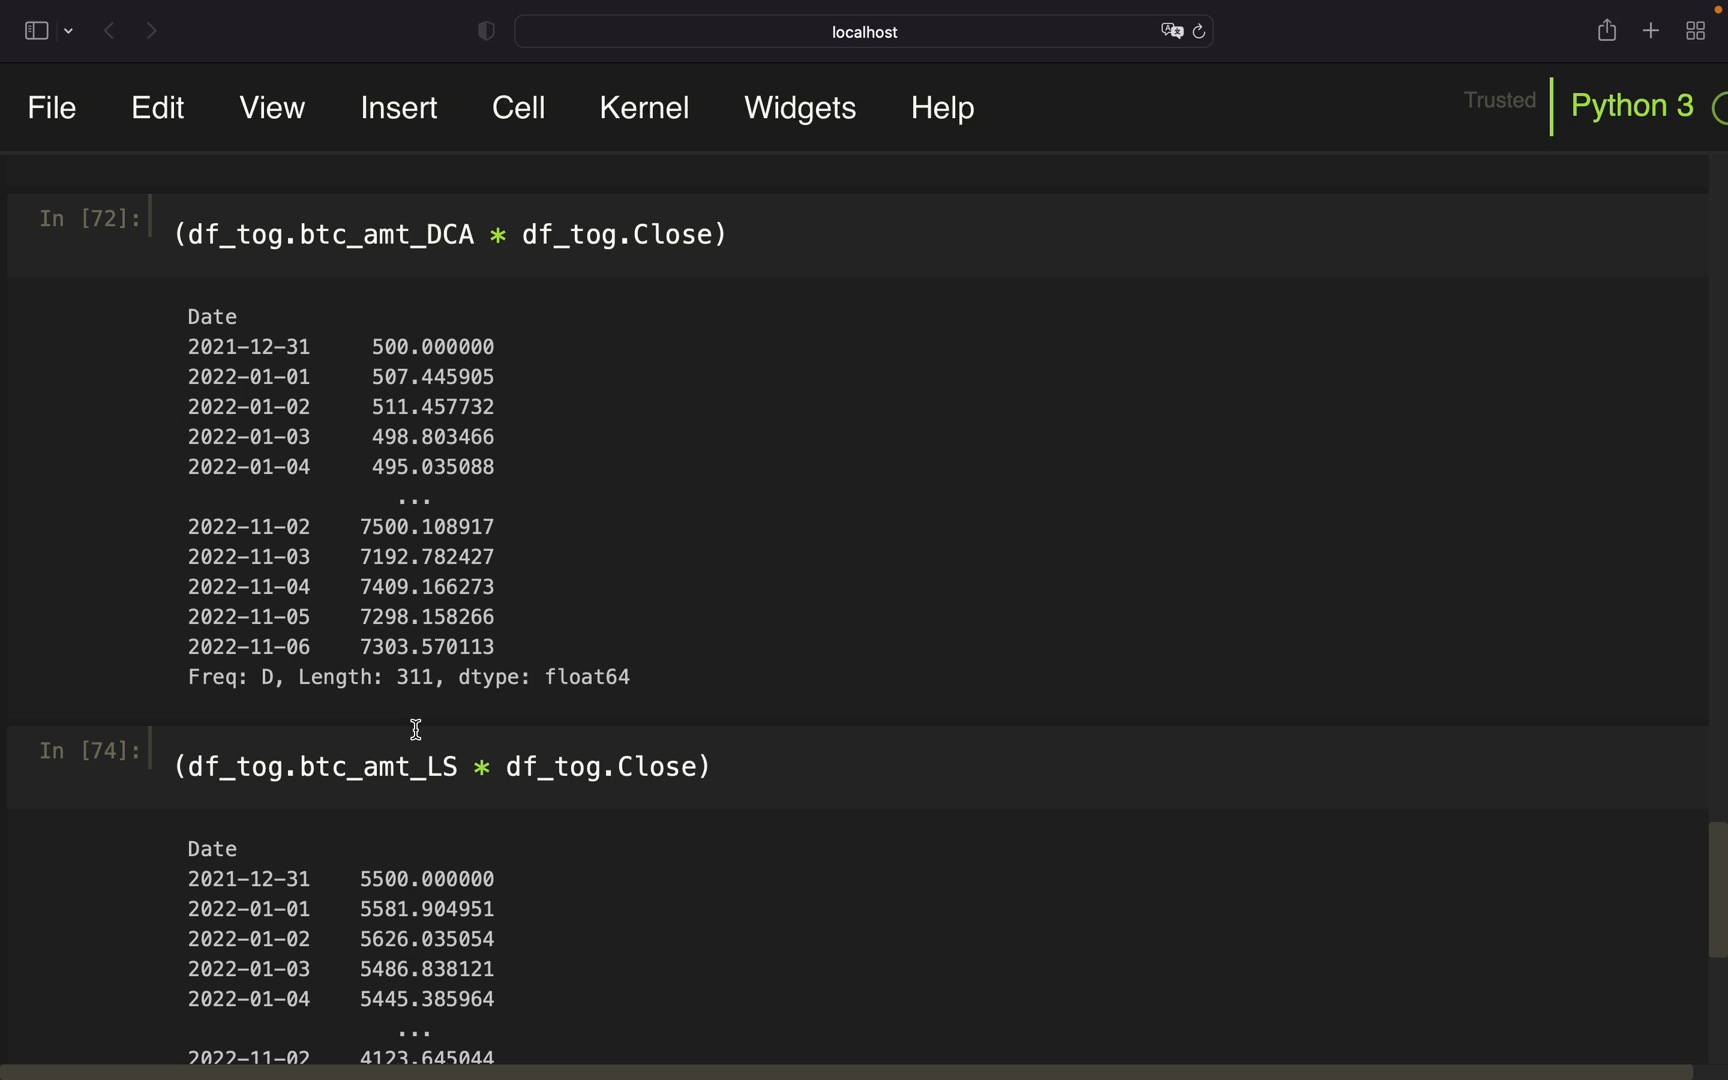 localhost
File Edit View Insert Cell Kernel Widgets Help
Trusted
Python 3
In [72]:
(df_tog.btc_amt_DCA * df_tog.Close)
Date
2021-12-31 500.000000
2022-01-01 507.445905
2022-01-02 511.457732
2022-01-03 498.803466
2022-01-04 495.035088
...
2022-11-02 7500.108917
2022-11-03 7192.782427
2022-11-04 7409.166273
2022-11-05 7298.158266
2022-11-06 7303.570113
Freq: D, Length: 311, dtype: float64
In [74]:
(df_tog.btc_amt_LS * df_tog.Close)
Date
2021-12-31 5500.000000
2022-01-01 5581.904951
2022-01-02 5626.035054
2022-01-03 5486.838121
2022-01-04 5445.385964
...
2022-11-02 4123.645044